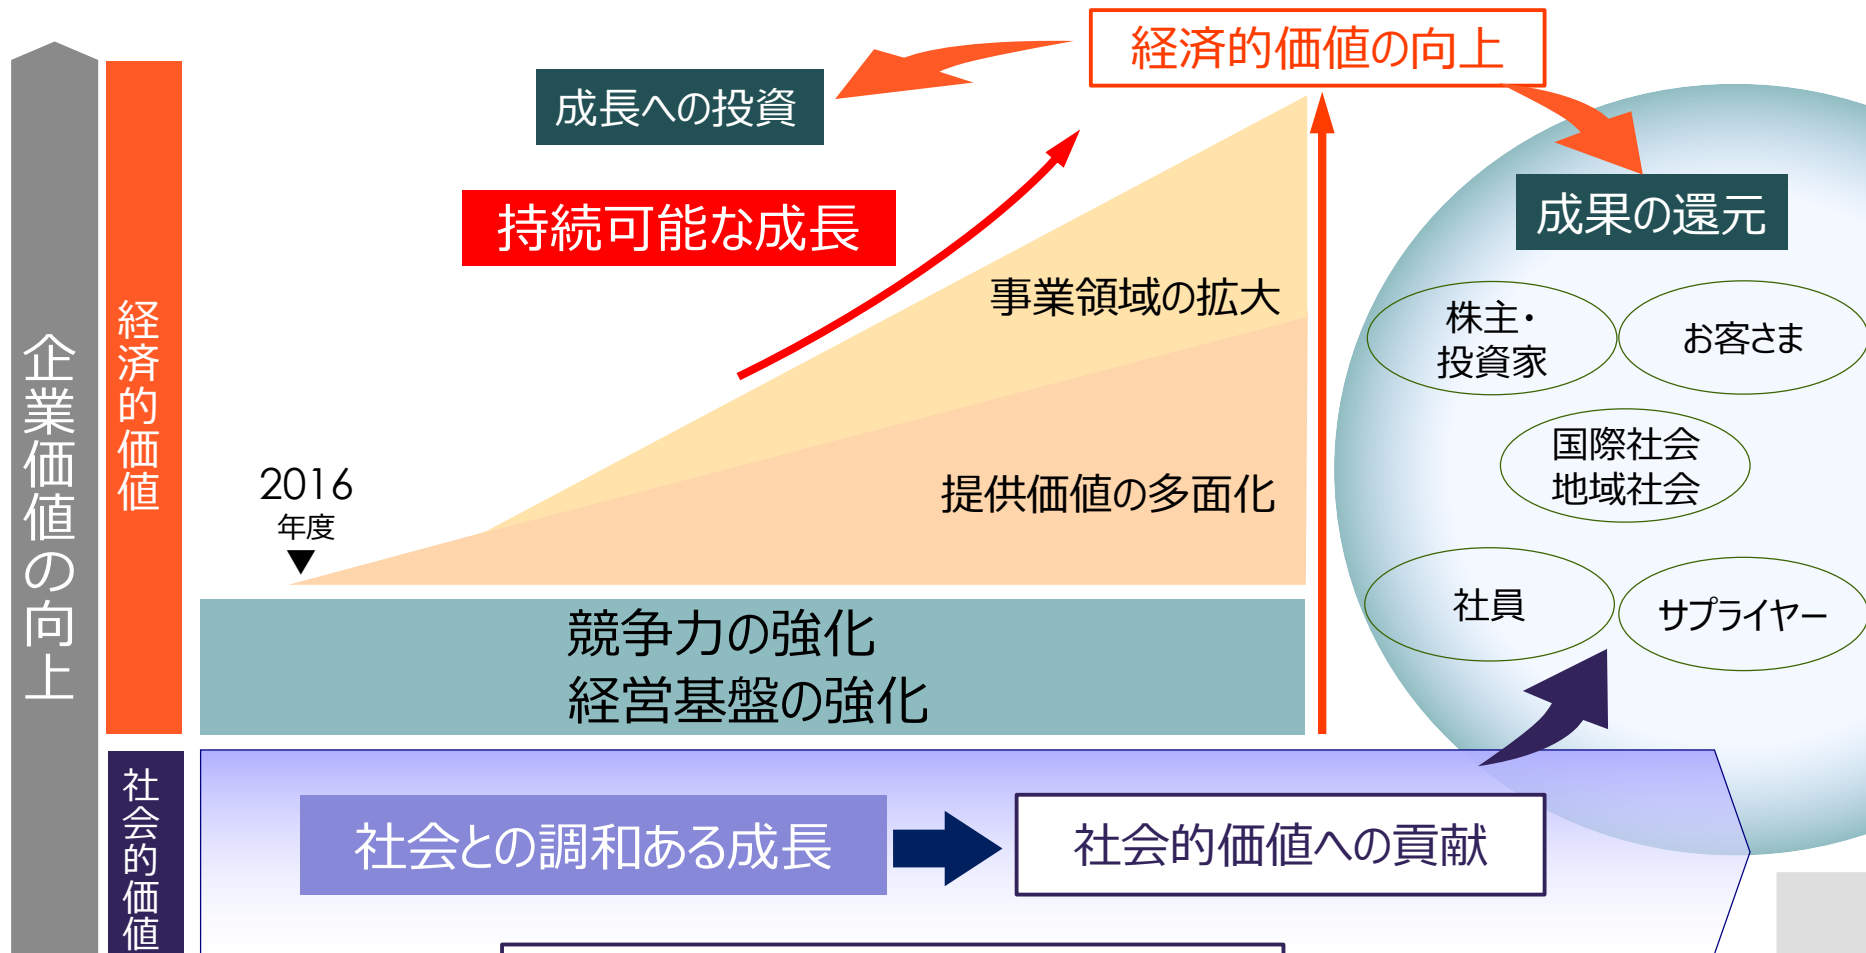 経済的価値の向上
成長への投資
持続可能な成長
成果の還元
事業領域の拡大
株主・
投資家
お客さま
企業価値の向上
経済的価値
国際社会
地域社会
2016
年度
▼
提供価値の多面化
社員
サプライヤー
競争力の強化
経営基盤の強化
社会的価値
社会との調和ある成長
社会的価値への貢献